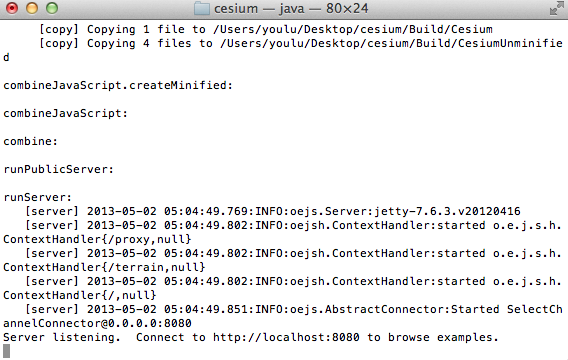 cesium — java — 80×24
[copy] Copying 1 file to /Users/youlu/Desktop/cesium/Build/Cesium
[copy] Copying 4 files to /Users/youlu/Desktop/cesium/Build/CesiumUnminifie
d
combineJavaScript.createMinified:
combineJavaScript:
combine:
runPublicServer:
runServer:
[server] 2013-05-02 05:04:49.769:INFO:oejs.Server:jetty-7.6.3.v20120416
[server] 2013-05-02 05:04:49.802:INFO:oejsh.ContextHandler:started o.e.j.s.h.
ContextHandler{/proxy,null}
[server] 2013-05-02 05:04:49.802:INFO:oejsh.ContextHandler:started o.e.j.s.h.
ContextHandler{/terrain,null}
[server] 2013-05-02 05:04:49.802:INFO:oejsh.ContextHandler:started o.e.j.s.h.
ContextHandler{/,null}
[server] 2013-05-02 05:04:49.851:INFO:oejs.AbstractConnector:Started SelectCh
annelConnector@0.0.0.0:8080
Server listening.  Connect to http://localhost:8080 to browse examples.